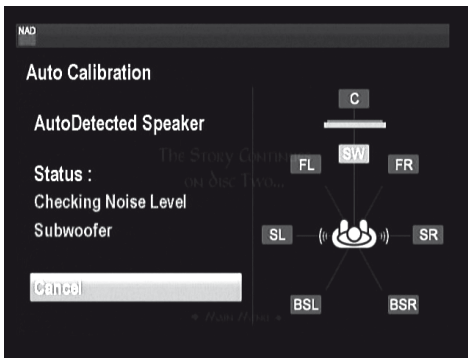 NAD
Auto Calibration
AutoDetected Speaker
Status :
Checking Noise Level
Subwoofer
Cancel
The Story Contin
on Disc Two...
C
SW
FL
FR
SL
SR
BSL
BSR